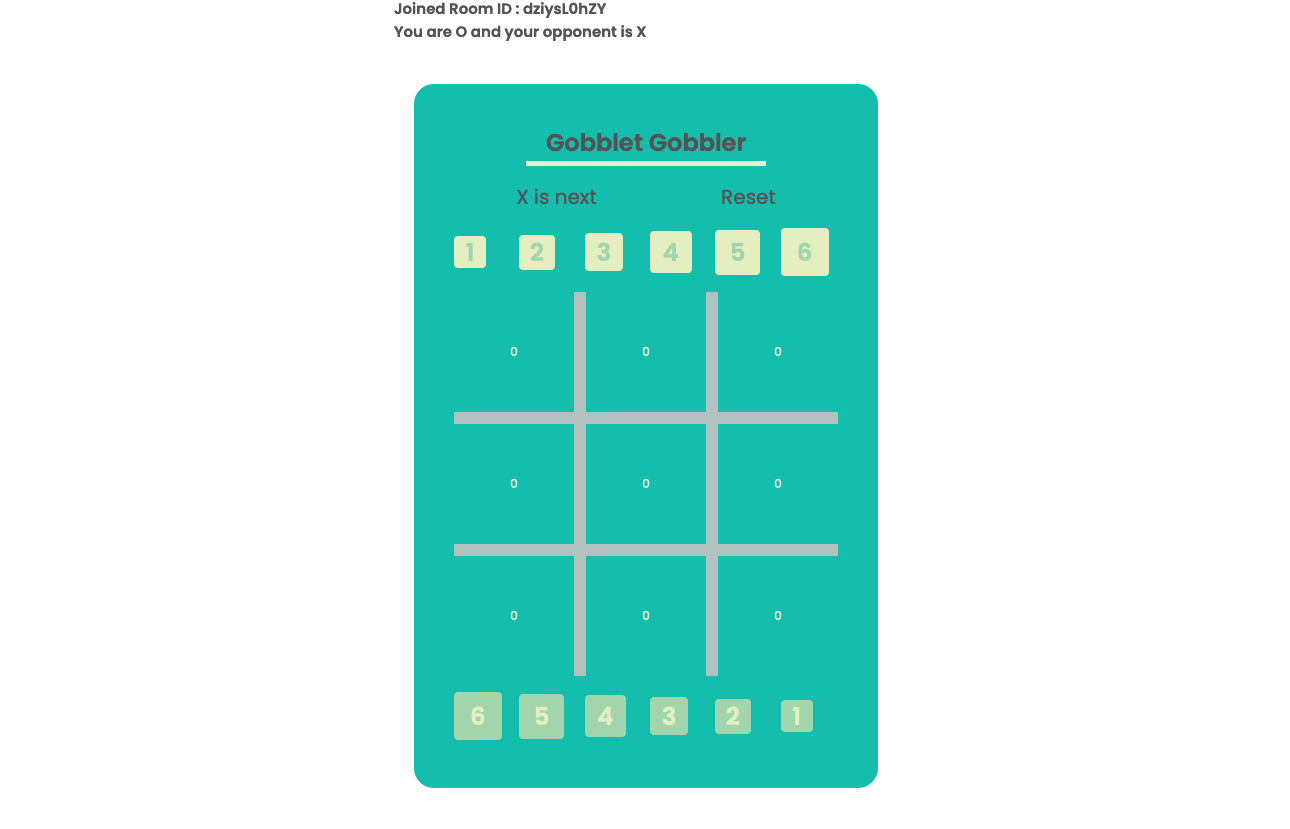 Joined Room ID : dziysL0hZY
You are O and your opponent is X
Gobblet Gobbler
X is next Reset
1 2 3 4 5 6
0 0 0
0 0 0
0 0 0
6 5 4 3 2 1